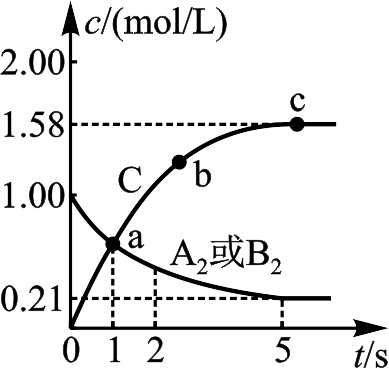 c/(mol/L)
2.00
1.58
c
C
b
1.00
a
A₂或B₂
0.21
0 1 2 5 t/s